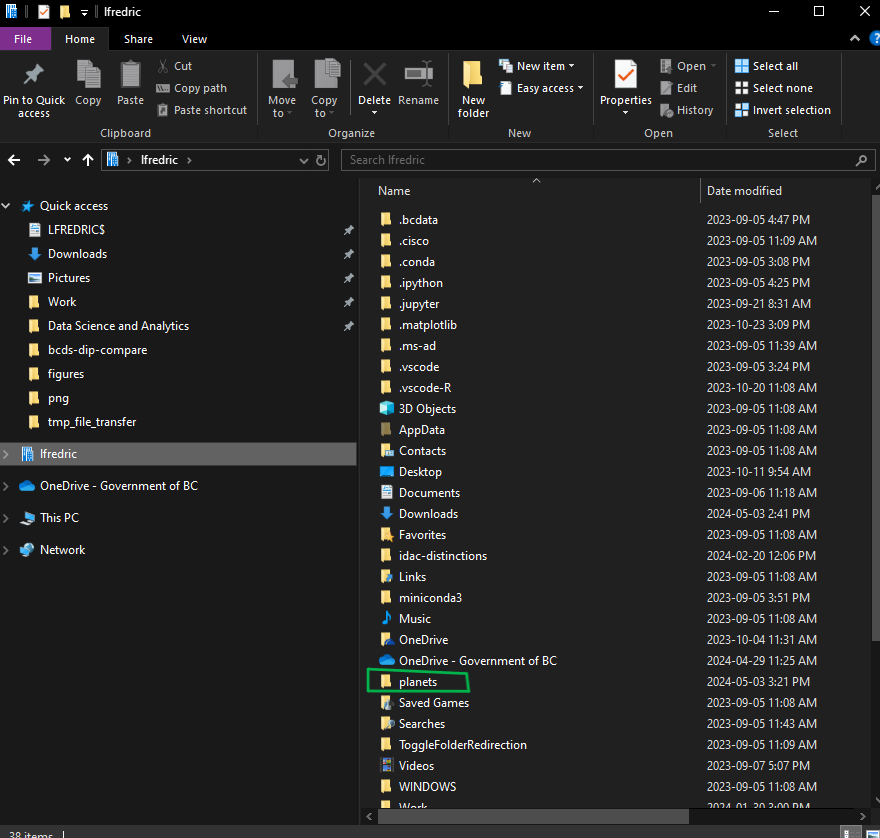 lfredric
File Home Share View
Pin to Quick access
Copy
Paste
Cut
Copy path
Paste shortcut
Clipboard
Move to
Copy to
Delete
Rename
Organize
New folder
New item
Easy access
New
Properties
Open
Edit
History
Open
Select all
Select none
Invert selection
Select
lfredric
Search lfredric
Quick access
LFREDRIC$
Downloads
Pictures
Work
Data Science and Analytics
bcds-dip-compare
figures
png
tmp_file_transfer
lfredric
OneDrive - Government of BC
This PC
Network
Name Date modified
.bcdata 2023-09-05 4:47 PM
.cisco 2023-09-05 11:09 AM
.conda 2023-09-05 3:08 PM
.ipython 2023-09-05 4:25 PM
.jupyter 2023-09-21 8:31 AM
.matplotlib 2023-10-23 3:09 PM
.ms-ad 2023-09-05 11:39 AM
.vscode 2023-09-05 3:24 PM
.vscode-R 2023-10-20 11:08 AM
3D Objects 2023-09-05 11:08 AM
AppData 2023-09-05 11:08 AM
Contacts 2023-09-05 11:08 AM
Desktop 2023-10-11 9:54 AM
Documents 2023-09-06 11:18 AM
Downloads 2024-05-03 2:41 PM
Favorites 2023-09-05 11:08 AM
idac-distinctions 2024-02-20 12:06 PM
Links 2023-09-05 11:08 AM
miniconda3 2023-09-05 3:51 PM
Music 2023-09-05 11:08 AM
OneDrive 2023-10-04 11:31 AM
OneDrive - Government of BC 2024-04-29 11:25 AM
planets 2024-05-03 3:21 PM
Saved Games 2023-09-05 11:08 AM
Searches 2023-09-05 11:43 AM
ToggleFolderRedirection 2023-09-05 11:09 AM
Videos 2023-09-07 5:07 PM
WINDOWS 2023-09-05 11:08 AM
Work 2024-01-30 3:00 PM
38 items